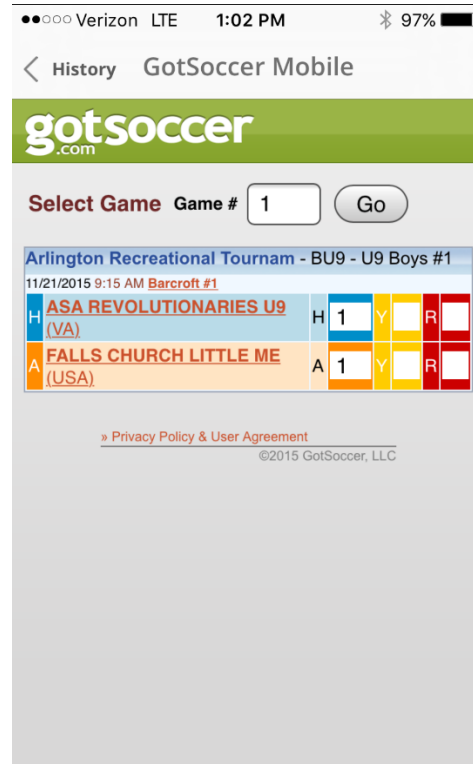 Verizon LTE 1:02 PM 97%
History GotSoccer Mobile
gotsoccer
.com
Select Game Game # 1 Go
Arlington Recreational Tournam - BU9 - U9 Boys #1
11/21/2015 9:15 AM Barcroft #1
H ASA REVOLUTIONARIES U9 H 1 Y R
(VA)
A FALLS CHURCH LITTLE ME A 1 Y R
(USA)
» Privacy Policy & User Agreement
©2015 GotSoccer, LLC